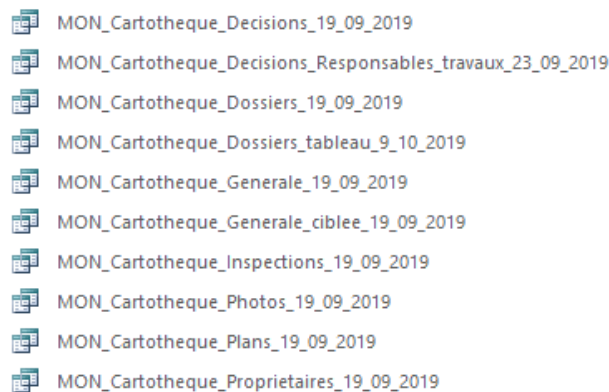 MON_Cartotheque_Decisions_19_09_2019
MON_Cartotheque_Decisions_Responsables_travaux_23_09_2019
MON_Cartotheque_Dossiers_19_09_2019
MON_Cartotheque_Dossiers_tableau_9_10_2019
MON_Cartotheque_Generale_19_09_2019
MON_Cartotheque_Generale_ciblee_19_09_2019
MON_Cartotheque_Inspections_19_09_2019
MON_Cartotheque_Photos_19_09_2019
MON_Cartotheque_Plans_19_09_2019
MON_Cartotheque_Proprietaires_19_09_2019